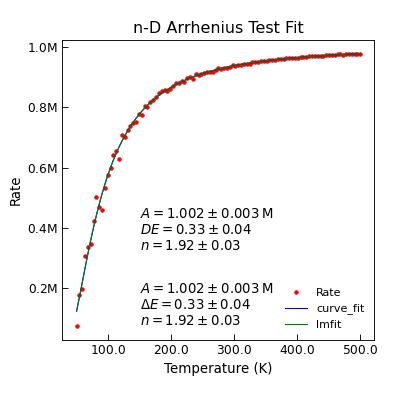 n-D Arrhenius Test Fit
1.0M
0.8M
0.6M
0.4M
0.2M
Rate
A = 1.002 ± 0.003 M
DE = 0.33 ± 0.04
n = 1.92 ± 0.03
A = 1.002 ± 0.003 M
ΔE = 0.33 ± 0.04
n = 1.92 ± 0.03
Rate
curve_fit
lmfit
100.0 200.0 300.0 400.0 500.0
Temperature (K)